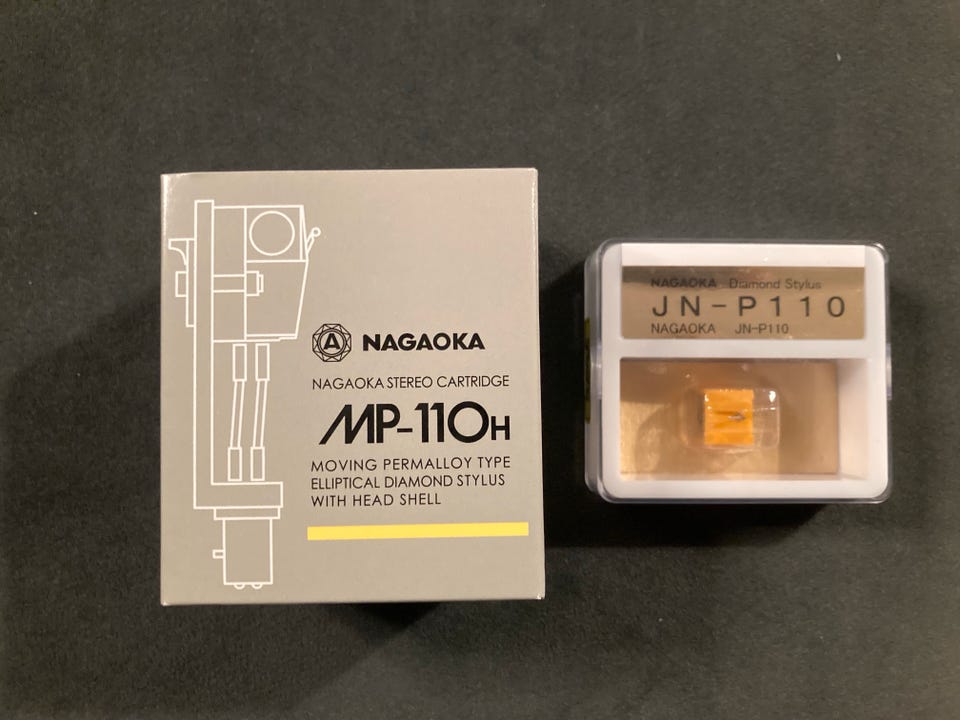 A NAGAOKA
NAGAOKA STEREO CARTRIDGE
MP-110H
MOVING PERMALLOY TYPE
ELLIPTICAL DIAMOND STYLUS
WITH HEAD SHELL
NAGAOKA Diamond Stylus
JN-P110
NAGAOKA JN-P110